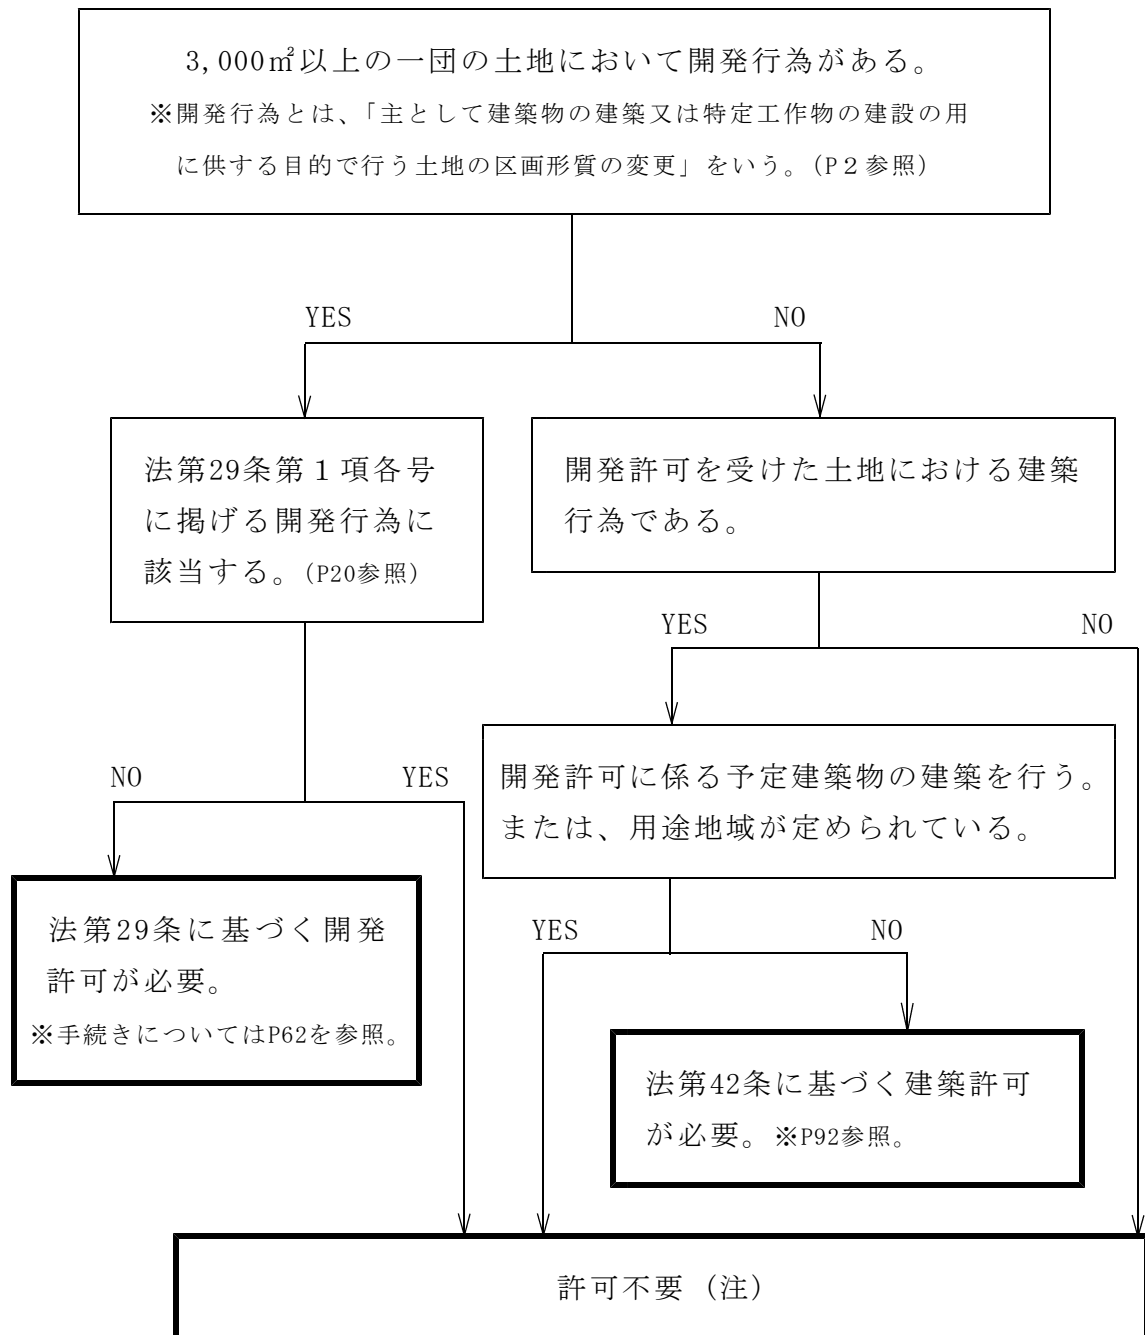 3,000㎡以上の一団の土地において開発行為がある。
※開発行為とは、「主として建築物の建築又は特定工作物の建設の用
に供する目的で行う土地の区画形質の変更」をいう。(P２参照)
YES
NO
法第29条第１項各号
に掲げる開発行為に
該当する。(P20参照)
開発許可を受けた土地における建築
行為である。
YES
NO
NO
YES
開発許可に係る予定建築物の建築を行う。
または、用途地域が定められている。
法第29条に基づく開発
許可が必要。
※手続きについてはP62を参照。
YES
NO
法第42条に基づく建築許可
が必要。※P92参照。
許可不要（注）